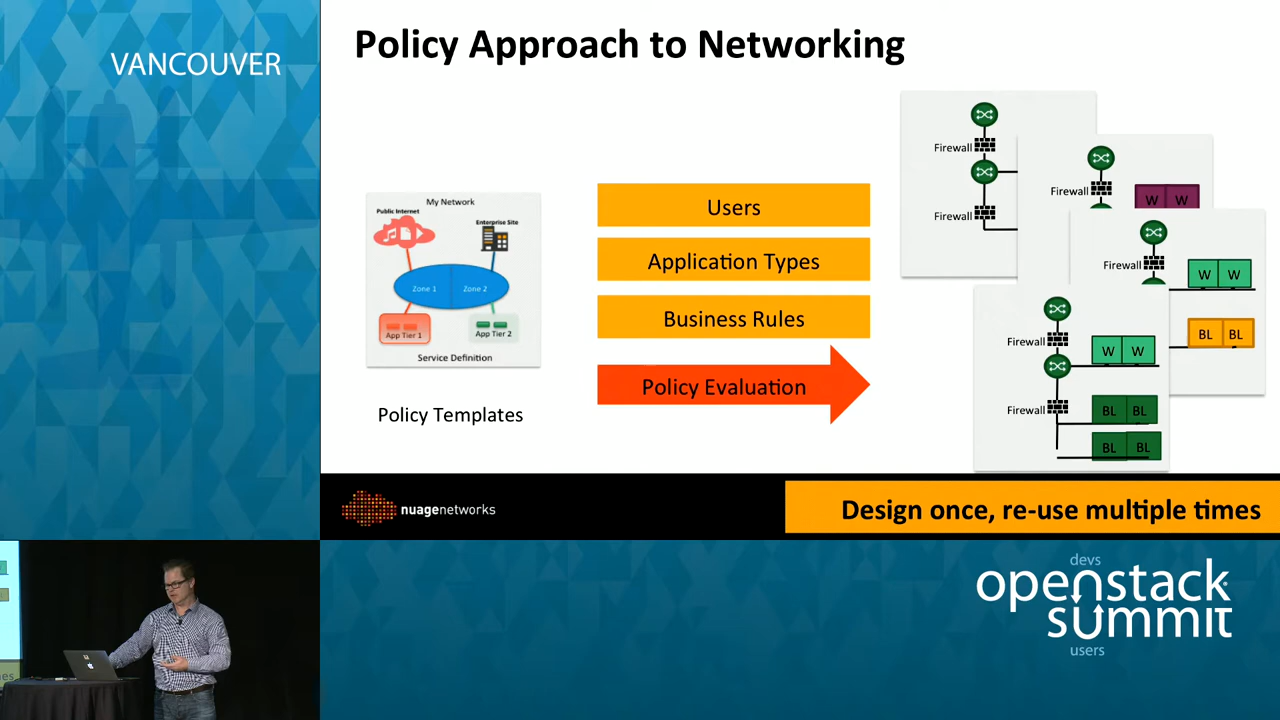 VANCOUVER
Policy Approach to Networking
My Network
Public Internet
Enterprise Site
Zone 1
Zone 2
App Tier 1
App Tier 2
Service Definition
Policy Templates
Users
Application Types
Business Rules
Policy Evaluation
Firewall
Firewall
Firewall
W W
Firewall
W W
BL BL
Firewall
W W
Firewall
BL BL
BL BL
nuagenetworks
Design once, re-use multiple times
devs
openstack
summit
users